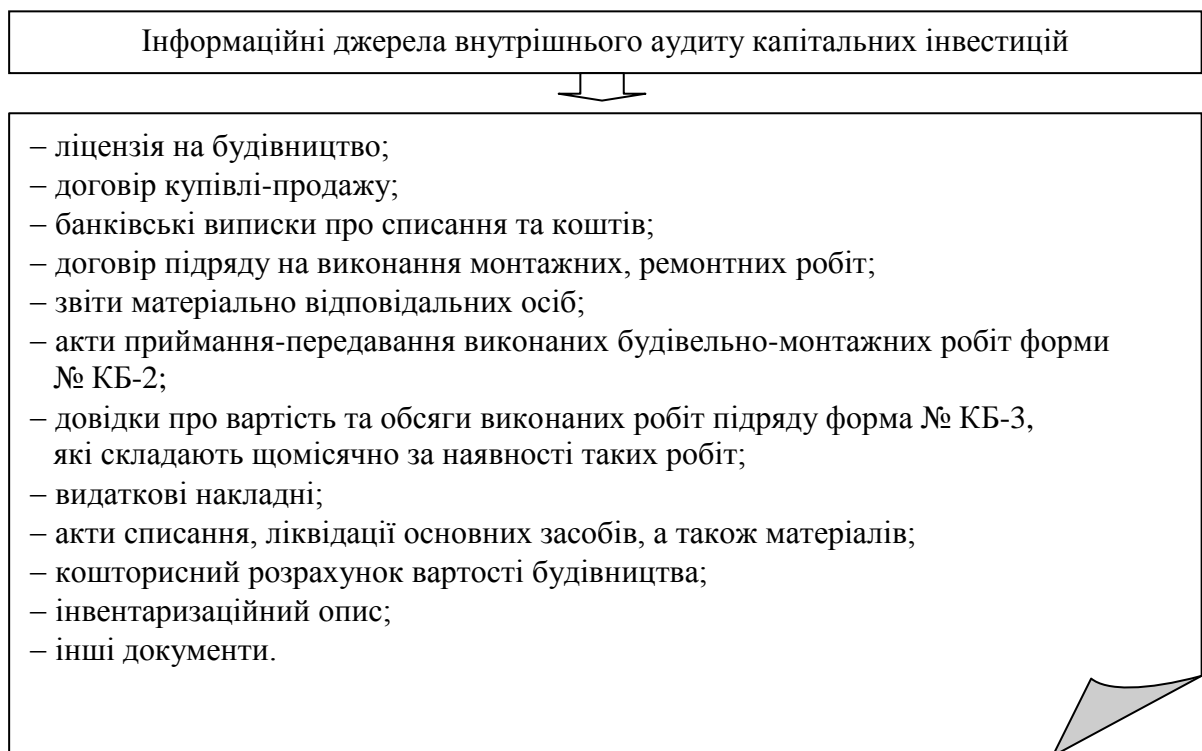 Інформаційні джерела внутрішнього аудиту капітальних інвестицій
– ліцензія на будівництво;
– договір купівлі-продажу;
– банківські виписки про списання та коштів;
– договір підряду на виконання монтажних, ремонтних робіт;
– звіти матеріально відповідальних осіб;
– акти приймання-передавання виконаних будівельно-монтажних робіт форми
№ КБ-2;
– довідки про вартість та обсяги виконаних робіт підряду форма № КБ-3,
які складають щомісячно за наявності таких робіт;
– видаткові накладні;
– акти списання, ліквідації основних засобів, а також матеріалів;
– кошторисний розрахунок вартості будівництва;
– інвентаризаційний опис;
– інші документи.